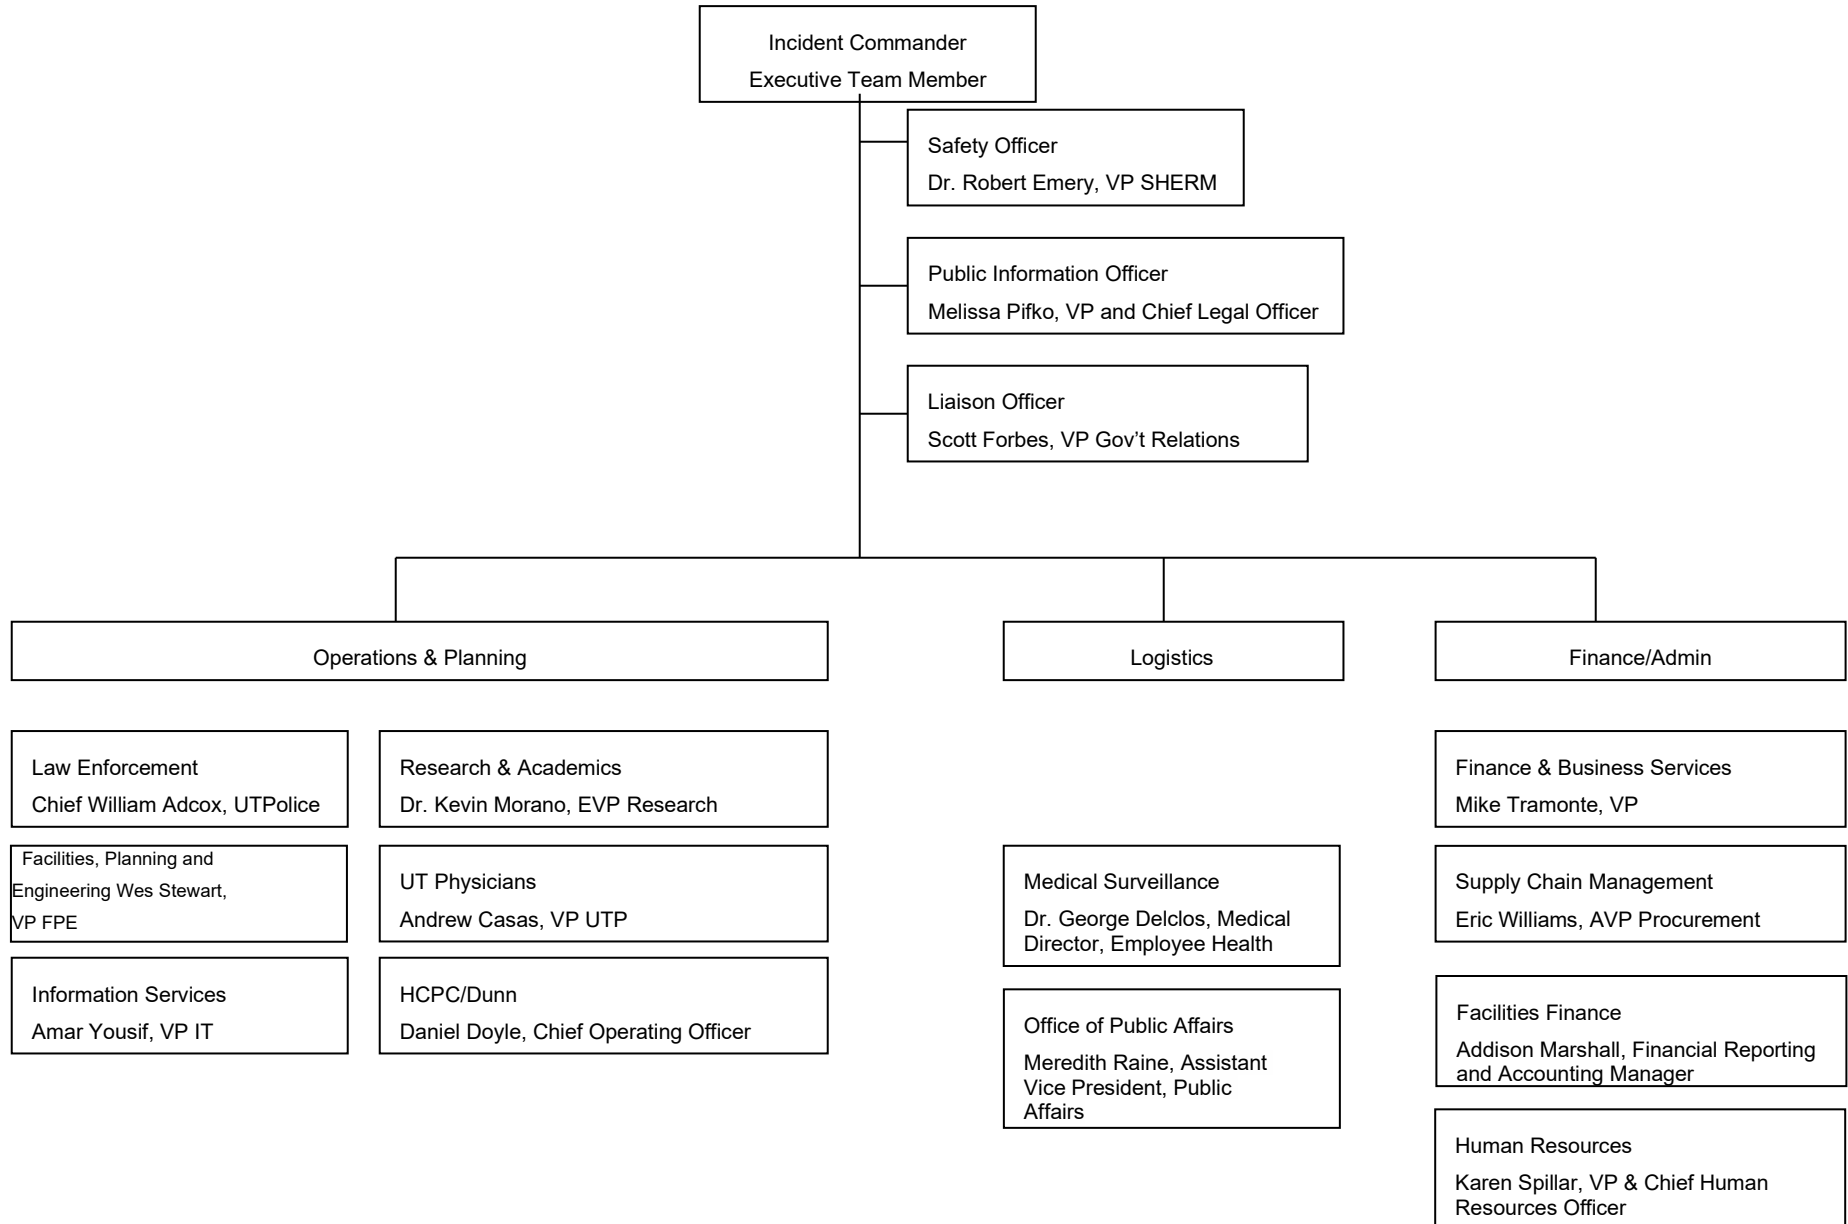 Incident Commander
Executive Team Member
Safety Officer
Dr. Robert Emery, VP SHERM
Public Information Officer
Melissa Pifko, VP and Chief Legal Officer
Liaison Officer
Scott Forbes, VP Gov’t Relations
Operations & Planning
Logistics
Finance/Admin
Law Enforcement
Chief William Adcox, UTPolice
Facilities, Planning and
Engineering Wes Stewart,
VP FPE
Information Services
Amar Yousif, VP IT
Research & Academics
Dr. Kevin Morano, EVP Research
UT Physicians
Andrew Casas, VP UTP
HCPC/Dunn
Daniel Doyle, Chief Operating Officer
Medical Surveillance
Dr. George Delclos, Medical
Director, Employee Health
Office of Public Affairs
Meredith Raine, Assistant
Vice President, Public
Affairs
Finance & Business Services
Mike Tramonte, VP
Supply Chain Management
Eric Williams, AVP Procurement
Facilities Finance
Addison Marshall, Financial Reporting
and Accounting Manager
Human Resources
Karen Spillar, VP & Chief Human
Resources Officer